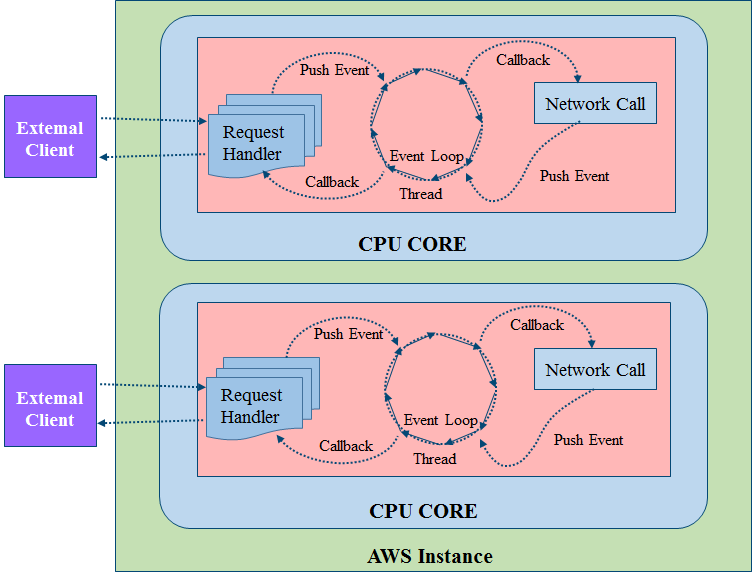 Push Event
Callback
Extemal
Client
Request
Handler
Network Call
Event Loop
Callback
Thread
Push Event
CPU CORE
Push Event
Callback
Extemal
Client
Request
Handler
Network Call
Event Loop
Callback
Thread
Push Event
CPU CORE
AWS Instance